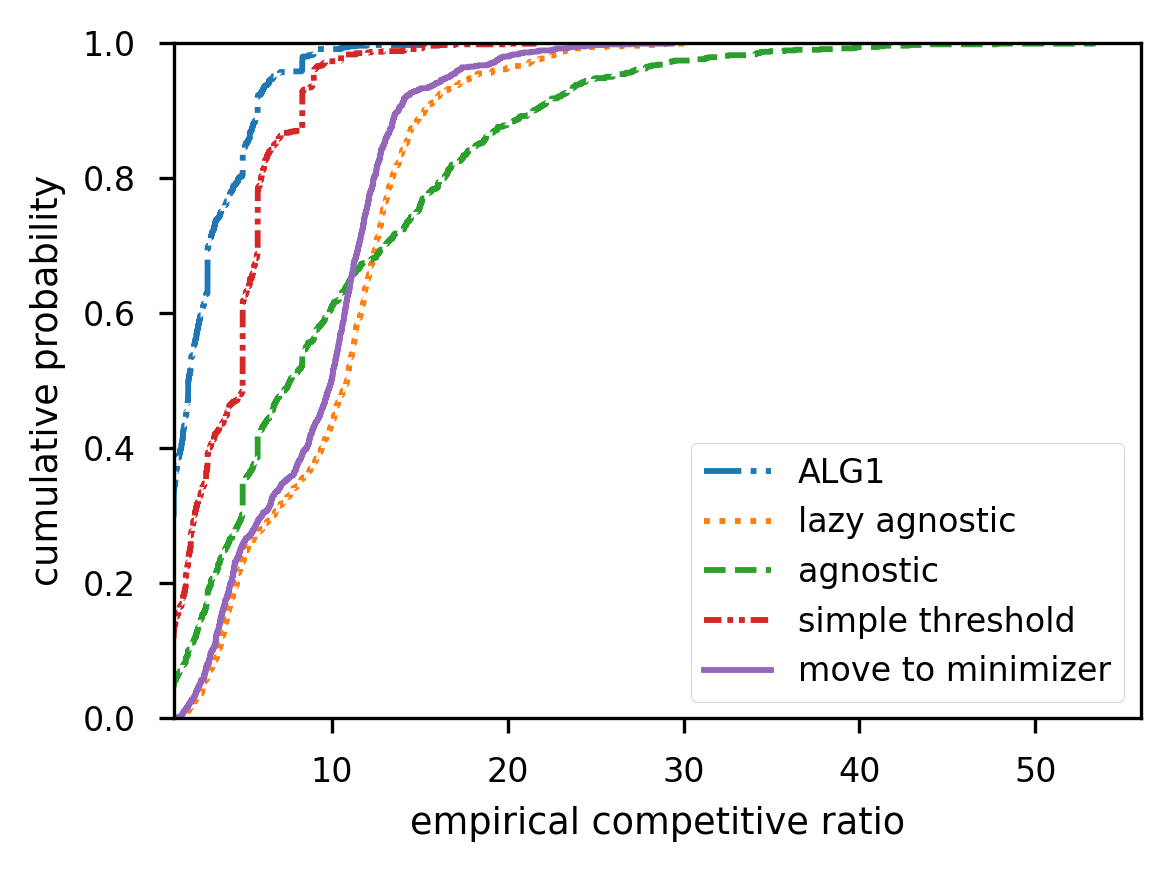 1.0
0.8
0.6
0.4
0.2
0.0
cumulative probability
10 20 30 40 50
empirical competitive ratio
ALG1
lazy agnostic
agnostic
simple threshold
move to minimizer